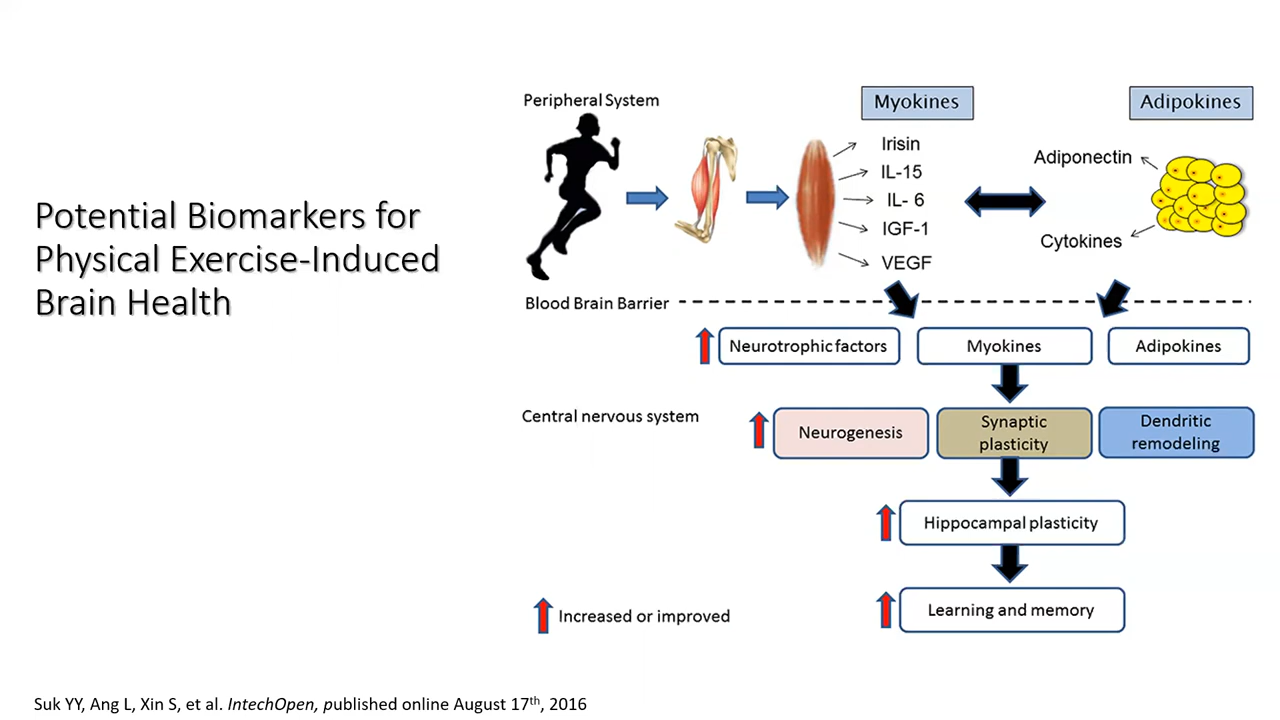 Potential Biomarkers for
Physical Exercise-Induced
Brain Health
Peripheral System
Myokines
Adipokines
Irisin
IL-15
IL- 6
IGF-1
VEGF
Adiponectin
Cytokines
Blood Brain Barrier
Neurotrophic factors
Myokines
Adipokines
Central nervous system
Neurogenesis
Synaptic
plasticity
Dendritic
remodeling
Hippocampal plasticity
Learning and memory
Increased or improved
Suk YY, Ang L, Xin S, et al. IntechOpen, published online August 17th, 2016